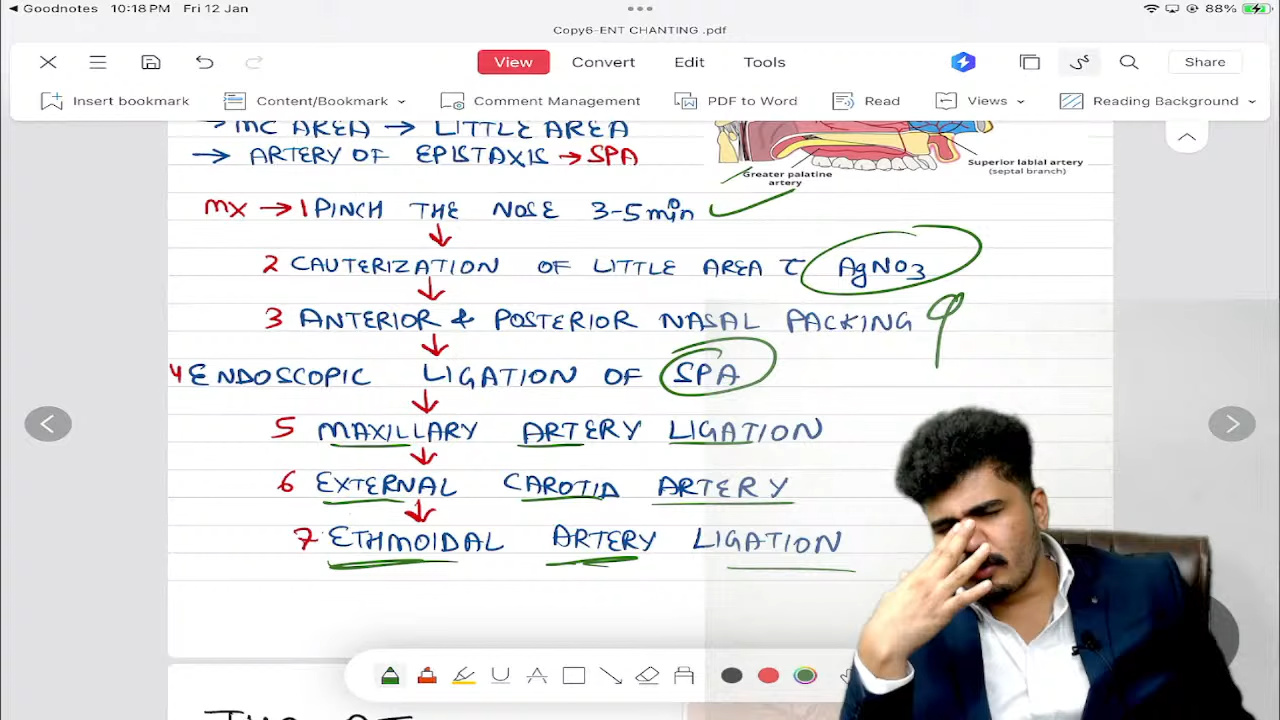 Goodnotes 10:18 PM Fri 12 Jan 88%
Copy6-ENT CHANTING .pdf
View Convert Edit Tools Share
Insert bookmark Content/Bookmark Comment Management PDF to Word Read Views Reading Background
→ MC AREA → LITTLE AREA
→ ARTERY OF EPISTAXIS → SPA
Greater palatine
artery
Superior labial artery
(septal branch)
MX → 1 PINCH THE NOSE 3-5 min
2 CAUTERIZATION OF LITTLE AREA C̄ AgNO3
3 ANTERIOR & POSTERIOR NASAL PACKING
4 ENDOSCOPIC LIGATION OF SPA
5 MAXILLARY ARTERY LIGATION
6 EXTERNAL CAROTID ARTERY
7 ETHMOIDAL ARTERY LIGATION